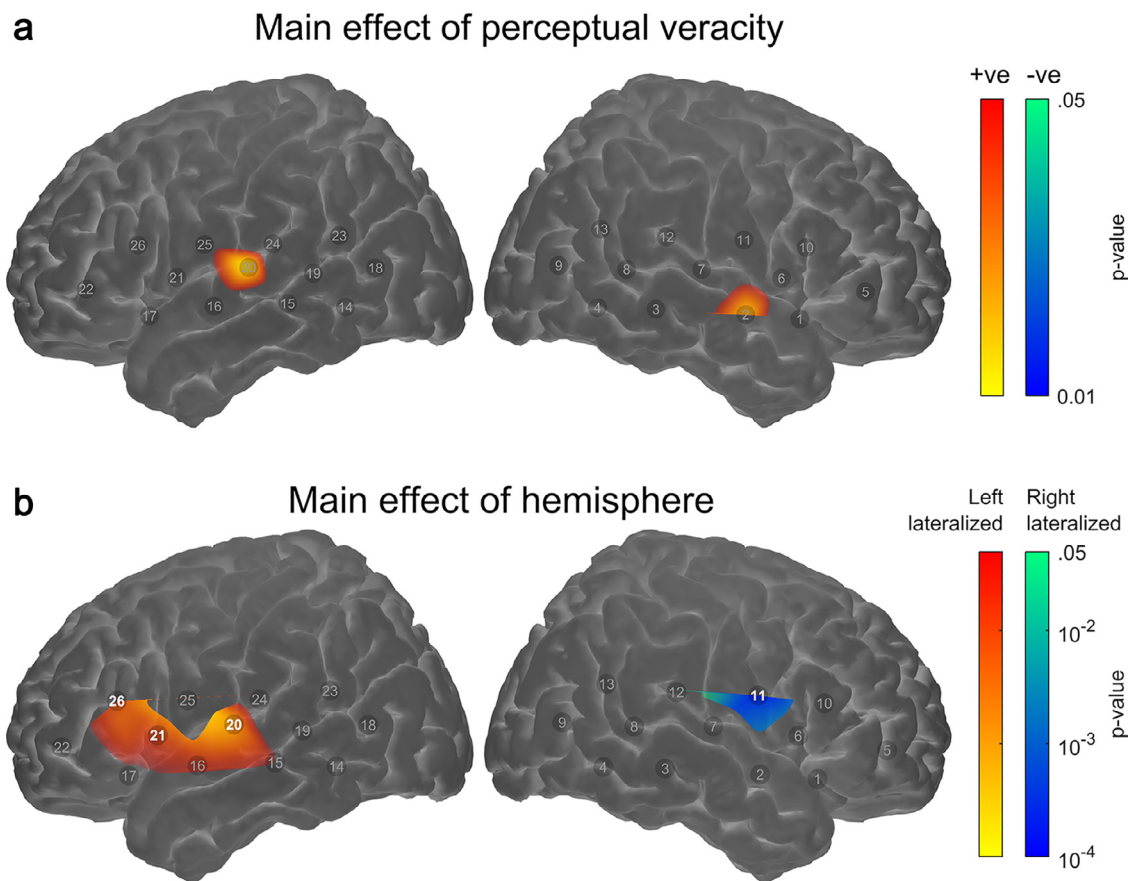 a
Main effect of perceptual veracity
+ve -ve
.05
0.01
p-value
26 25 24 23
22 21 20 19 18
17 16 15 14
13 12 11 10
9 8 7 6 5
4 3 2 1
b
Main effect of hemisphere
Left
lateralized
Right
lateralized
.05
10-2
10-3
10-4
p-value
26 25 24 23
22 21 20 19 18
17 16 15 14
13 12 11 10
9 8 7 6 5
4 3 2 1